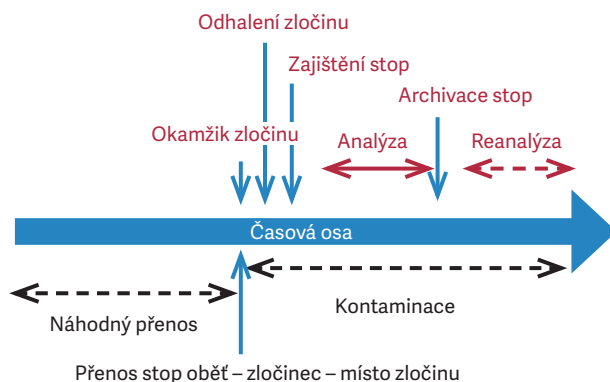 Odhalení zločinu
Zajištění stop
Archivace stop
Okamžik zločinu
Analýza
Reanalýza
Časová osa
Náhodný přenos
Kontaminace
Přenos stop oběť – zločinec – místo zločinu